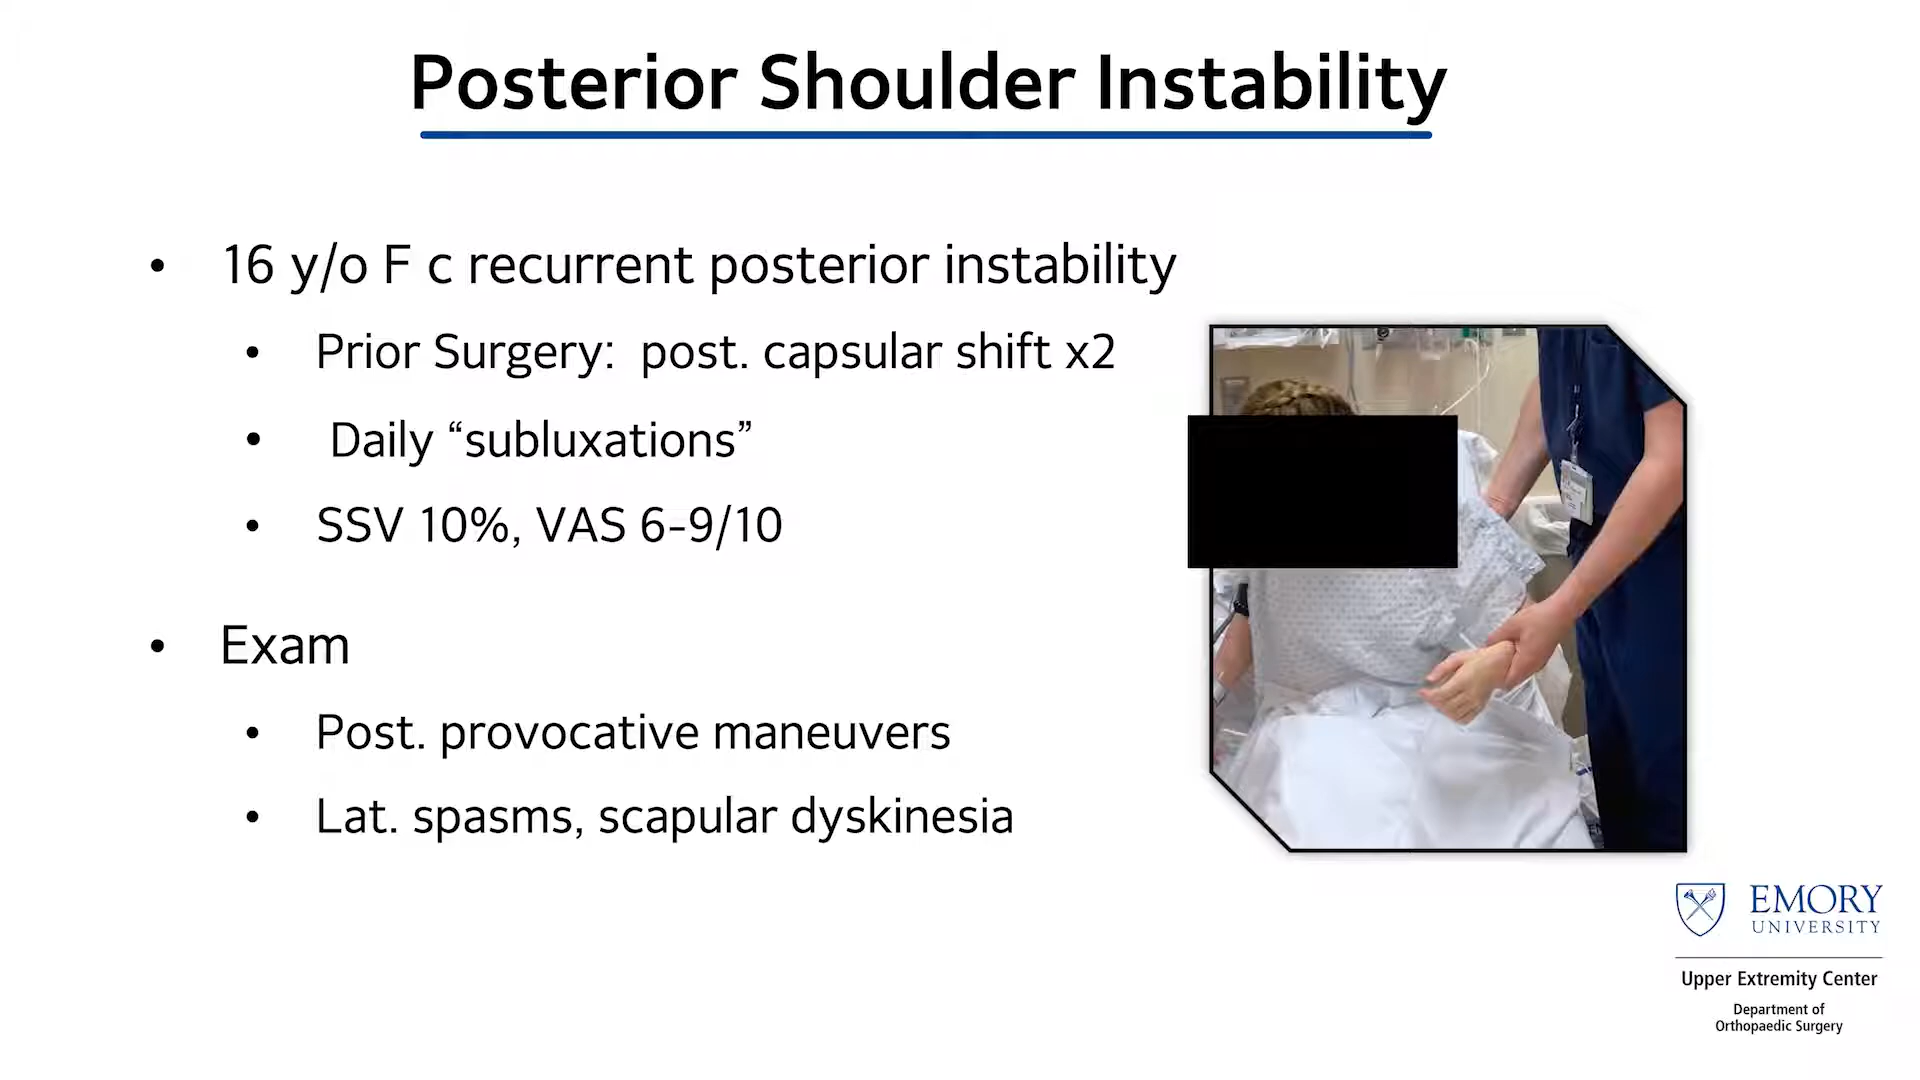 Posterior Shoulder Instability
• 16 y/o F c recurrent posterior instability
• Prior Surgery: post. capsular shift x2
• Daily “subluxations”
• SSV 10%, VAS 6-9/10
• Exam
• Post. provocative maneuvers
• Lat. spasms, scapular dyskinesia
EMORY
UNIVERSITY
Upper Extremity Center
Department of
Orthopaedic Surgery